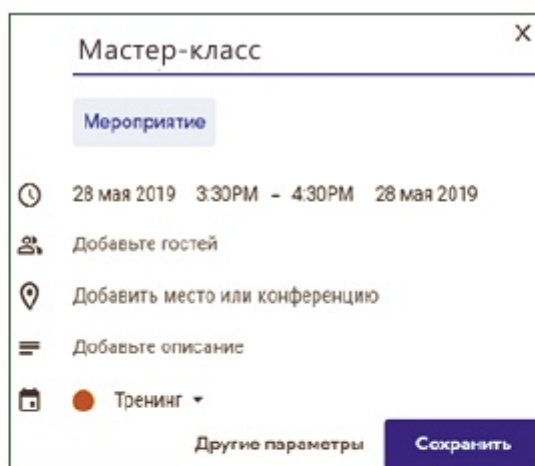 Мастер-класс
Мероприятие
28 мая 2019 3:30PM – 4:30PM 28 мая 2019
Добавьте гостей
Добавить место или конференцию
Добавьте описание
Тренинг
Другие параметры Сохранить